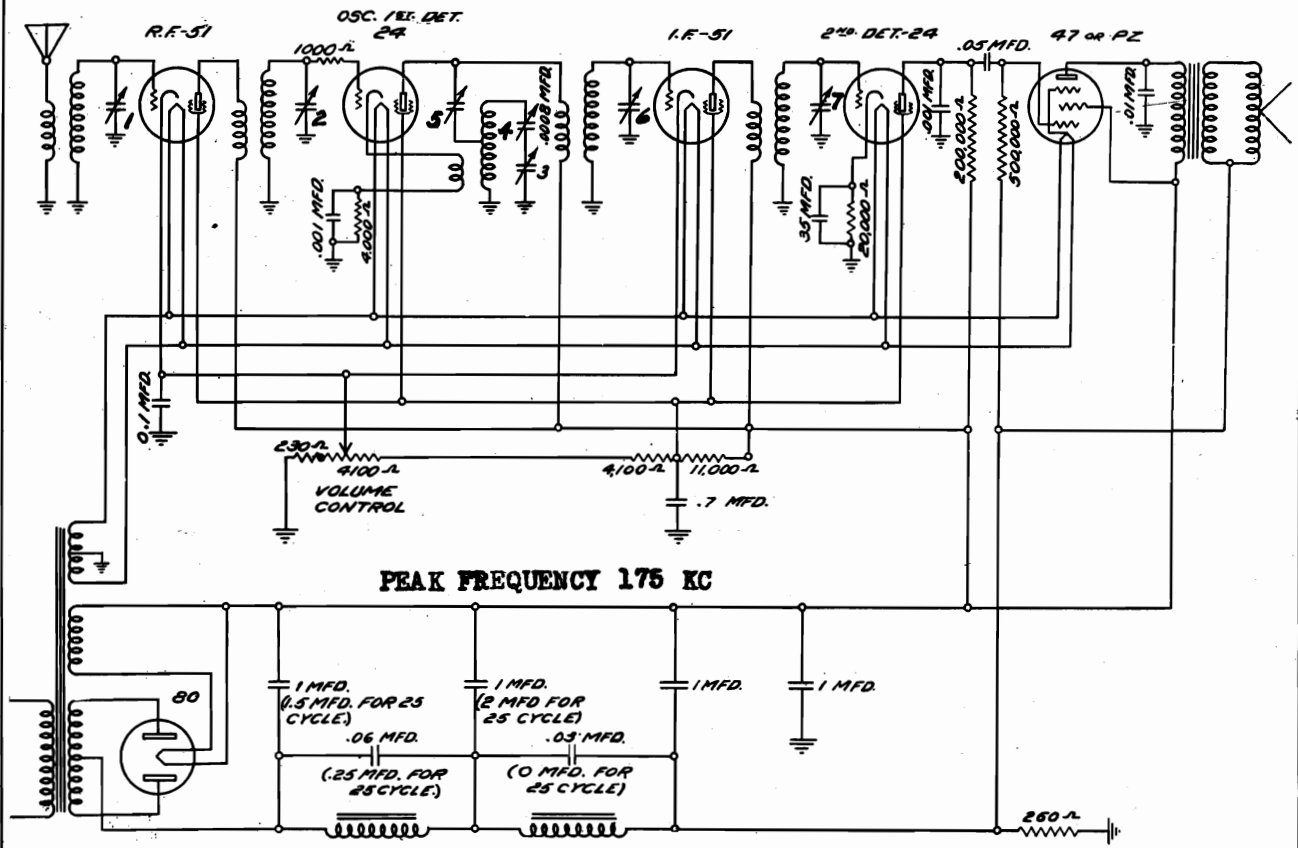 R.F.-51
OSC. 1ST. DET.
24
I.F.-51
2ND. DET.-24
47 OR PZ
1000 Ω
.05 MFD.
1
2
5
4
3
.0008 MFD.
6
7
.001 MFD.
200,000 Ω
500,000 Ω
.01 MFD.
.001 MFD.
4,000 Ω
35 MFD.
20,000 Ω
0.1 MFD.
230 Ω
4100 Ω
VOLUME
CONTROL
4,100 Ω
11,000 Ω
.7 MFD.
PEAK FREQUENCY 175 KC
80
1 MFD.
(1.5 MFD. FOR 25
CYCLE.)
1 MFD.
(2 MFD FOR
25 CYCLE)
1 MFD.
1 MFD.
.06 MFD.
(.25 MFD. FOR
25 CYCLE.)
.03 MFD.
(0 MFD. FOR
25 CYCLE)
260 Ω